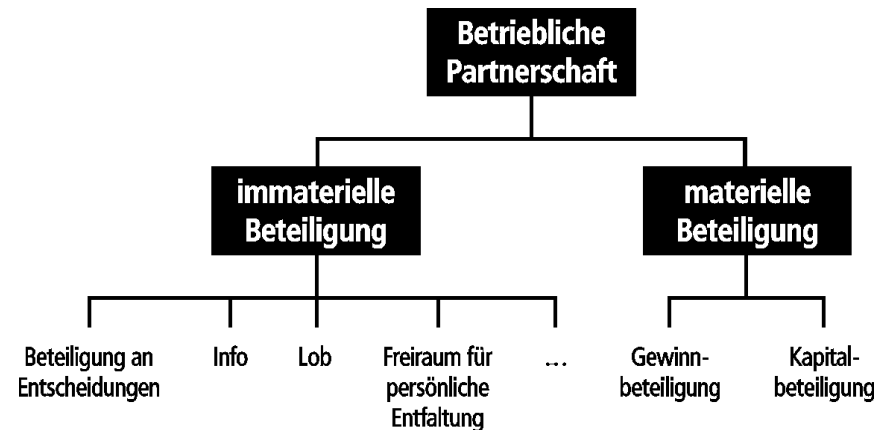 Betriebliche
Partnerschaft
immaterielle
Beteiligung
materielle
Beteiligung
Beteiligung an
Entscheidungen
Info
Lob
Freiraum für
persönliche
Entfaltung
...
Gewinn-
beteiligung
Kapital-
beteiligung